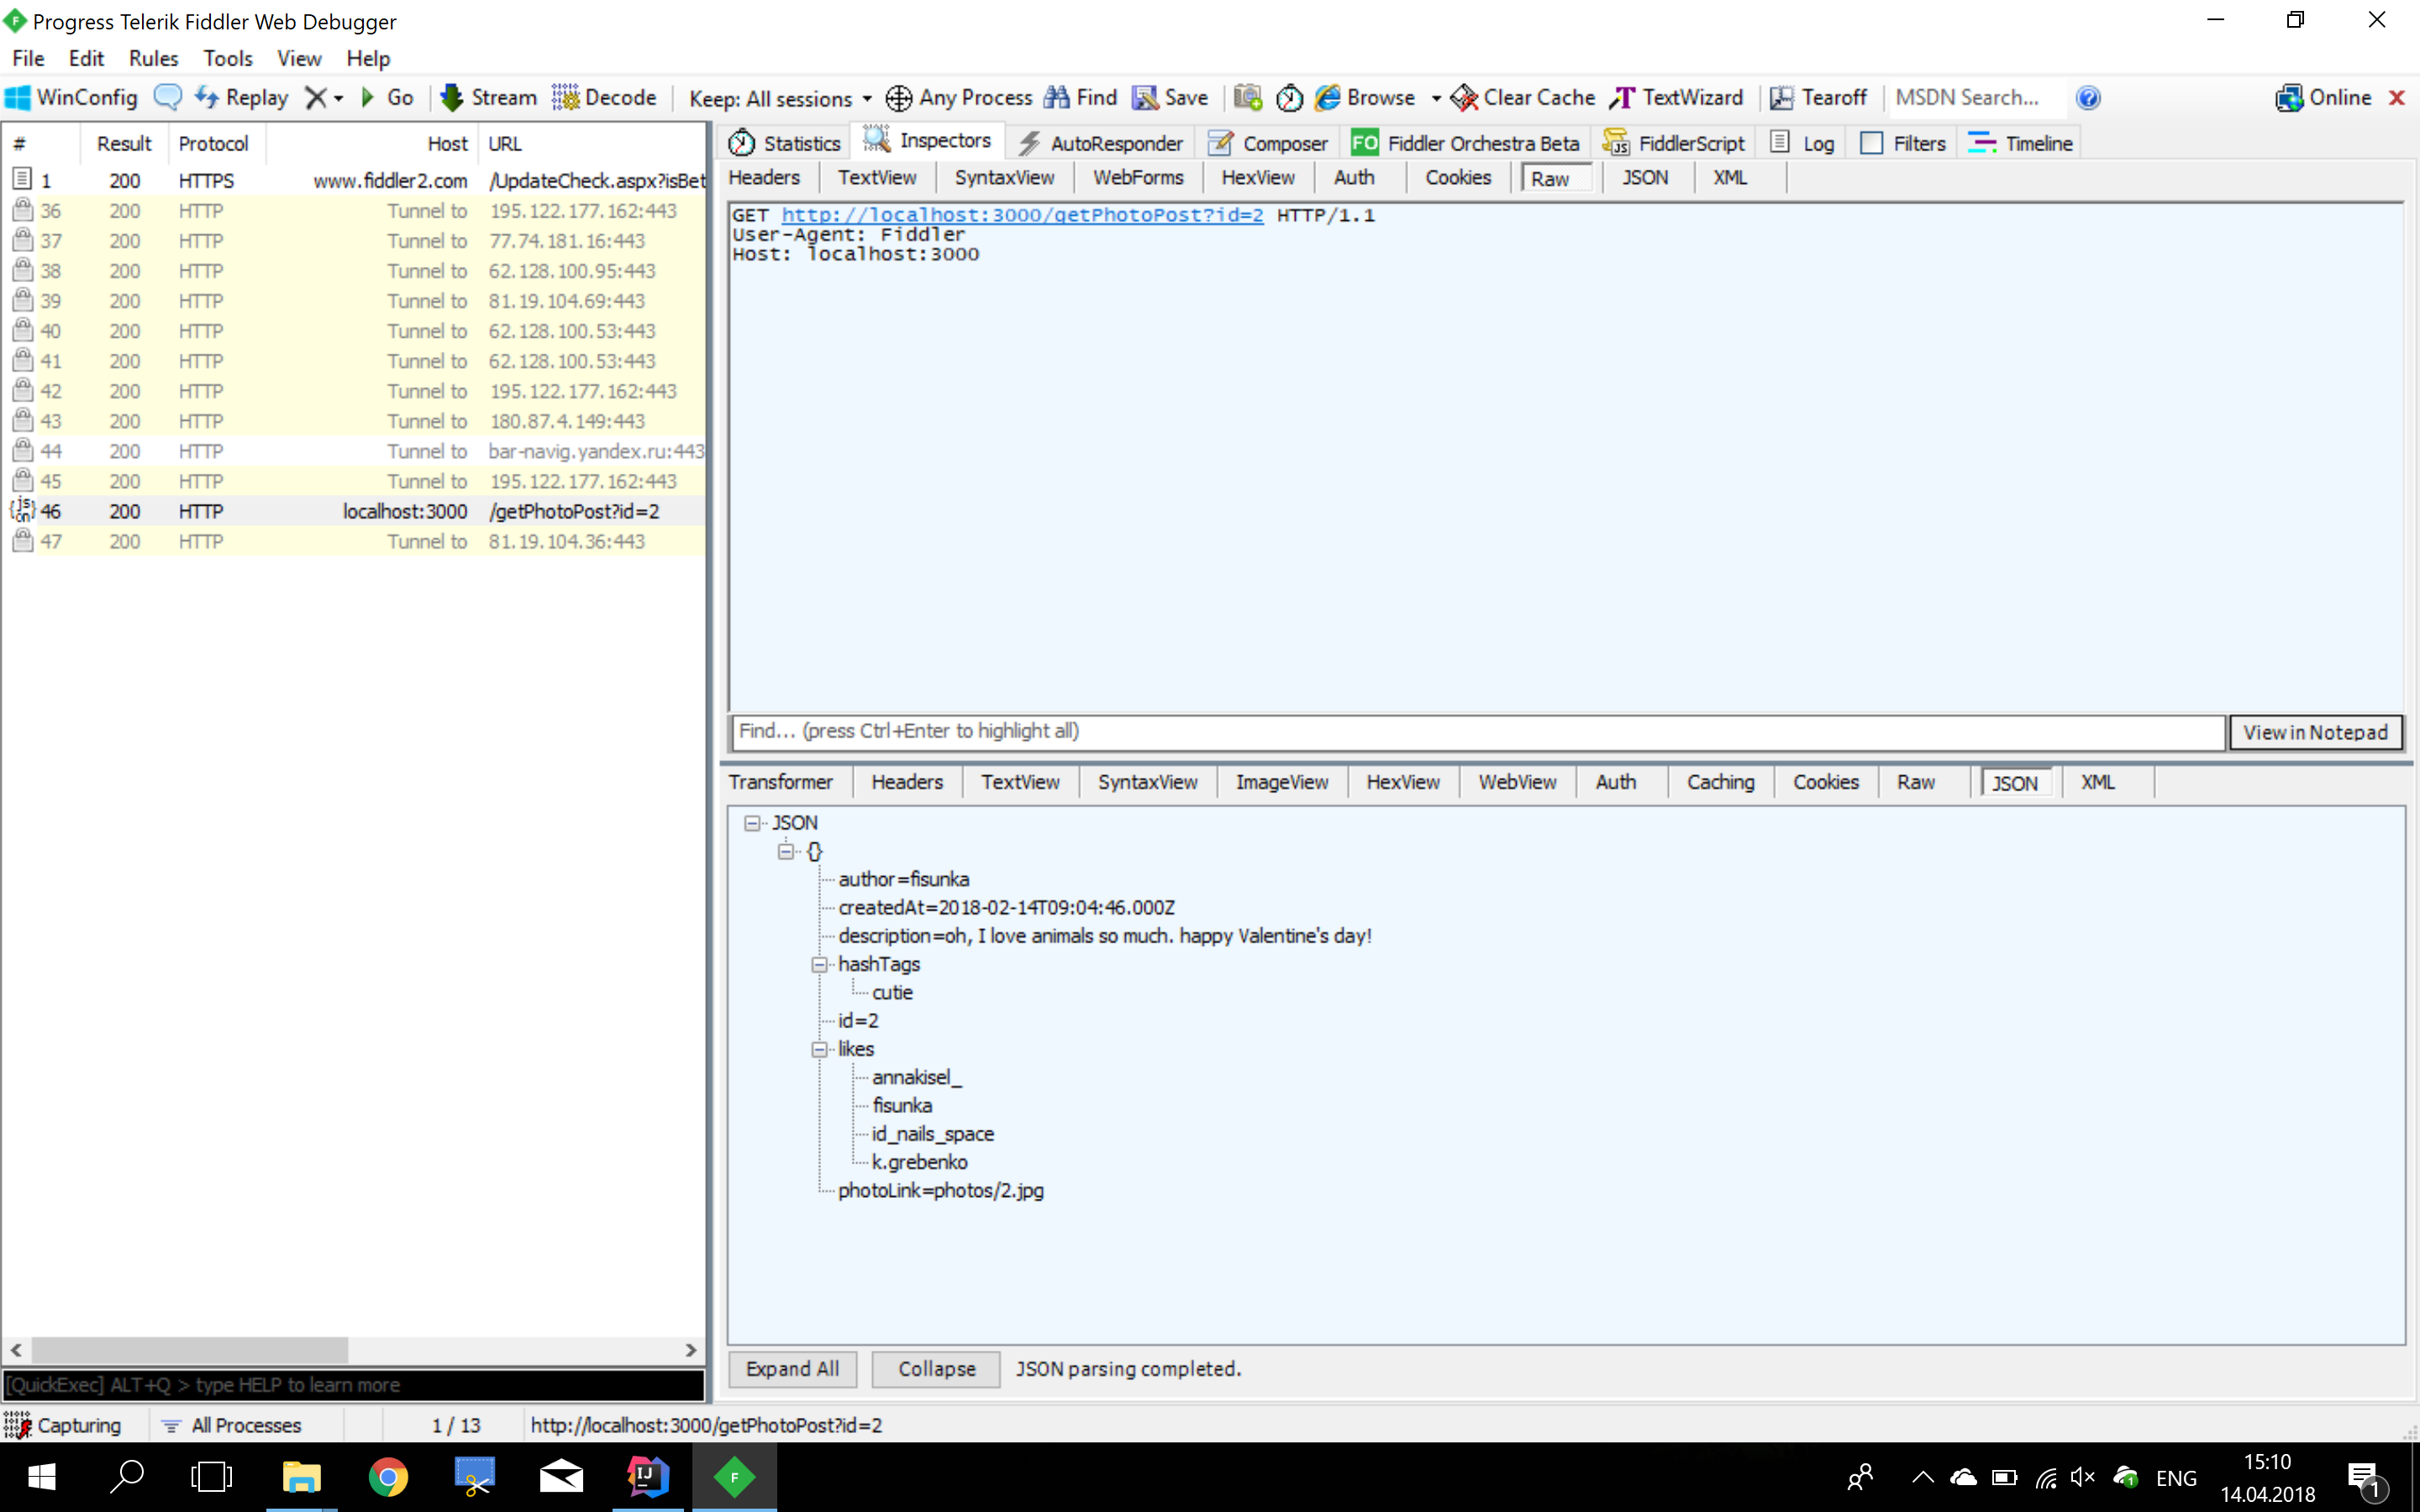 Progress Telerik Fiddler Web Debugger
File Edit Rules Tools View Help
WinConfig Replay Go Stream Decode Keep: All sessions Any Process Find Save Browse Clear Cache TextWizard Tearoff MSDN Search... Online
# Result Protocol Host URL
1 200 HTTPS www.fiddler2.com /UpdateCheck.aspx?isBet
36 200 HTTP Tunnel to 195.122.177.162:443
37 200 HTTP Tunnel to 77.74.181.16:443
38 200 HTTP Tunnel to 62.128.100.95:443
39 200 HTTP Tunnel to 81.19.104.69:443
40 200 HTTP Tunnel to 62.128.100.53:443
41 200 HTTP Tunnel to 62.128.100.53:443
42 200 HTTP Tunnel to 195.122.177.162:443
43 200 HTTP Tunnel to 180.87.4.149:443
44 200 HTTP Tunnel to bar-navig.yandex.ru:443
45 200 HTTP Tunnel to 195.122.177.162:443
46 200 HTTP localhost:3000 /getPhotoPost?id=2
47 200 HTTP Tunnel to 81.19.104.36:443
[QuickExec] ALT+Q > type HELP to learn more
Statistics Inspectors AutoResponder Composer FO Fiddler Orchestra Beta FiddlerScript Log Filters Timeline
Headers TextView SyntaxView WebForms HexView Auth Cookies Raw JSON XML
GET http://localhost:3000/getPhotoPost?id=2 HTTP/1.1
User-Agent: Fiddler
Host: localhost:3000
Find... (press Ctrl+Enter to highlight all) View in Notepad
Transformer Headers TextView SyntaxView ImageView HexView WebView Auth Caching Cookies Raw JSON XML
JSON
{}
author=fisunka
createdAt=2018-02-14T09:04:46.000Z
description=oh, I love animals so much. happy Valentine's day!
hashTags
cutie
id=2
likes
annakisel_
fisunka
id_nails_space
k.grebenko
photoLink=photos/2.jpg
Expand All Collapse JSON parsing completed.
Capturing All Processes 1 / 13 http://localhost:3000/getPhotoPost?id=2
ENG 15:10
14.04.2018 1